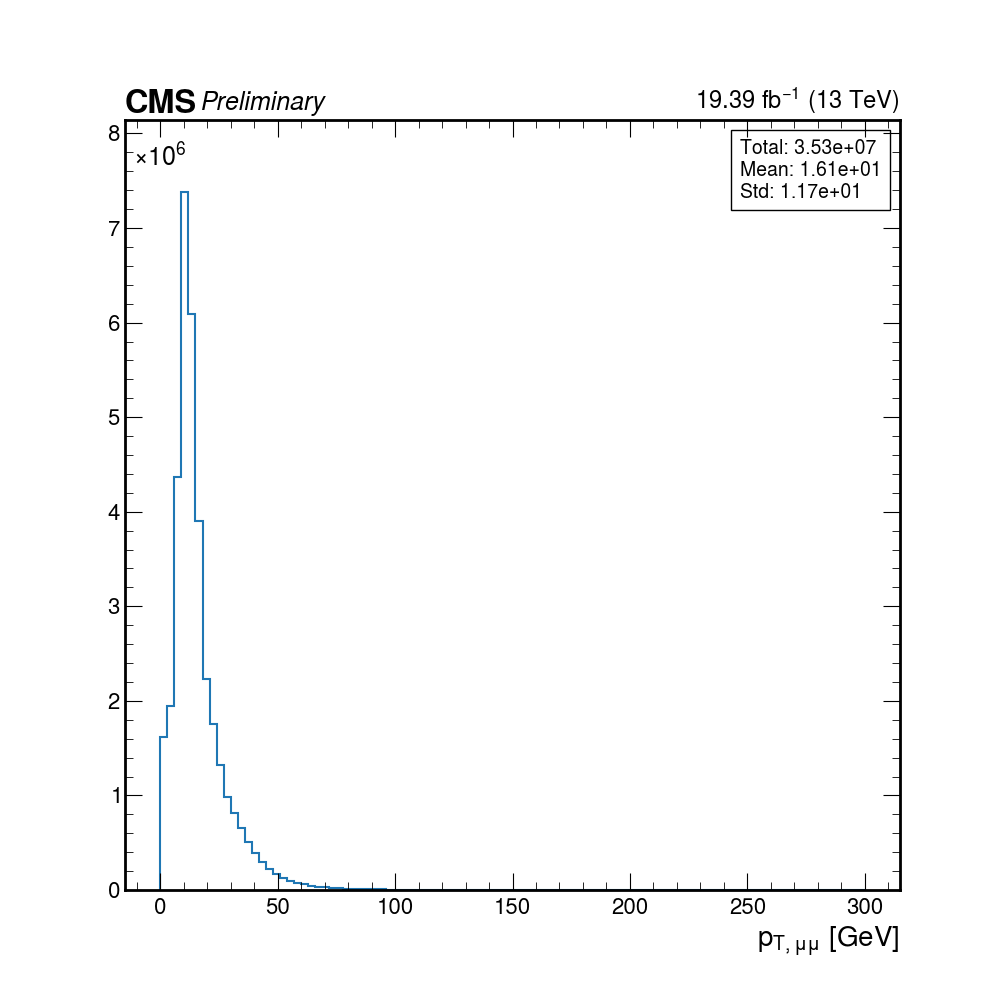 CMS Preliminary
19.39 fb⁻¹ (13 TeV)
×10⁶
Total: 3.53e+07
Mean: 1.61e+01
Std: 1.17e+01
8
7
6
5
4
3
2
1
0
0 50 100 150 200 250 300
p_T, μμ [GeV]